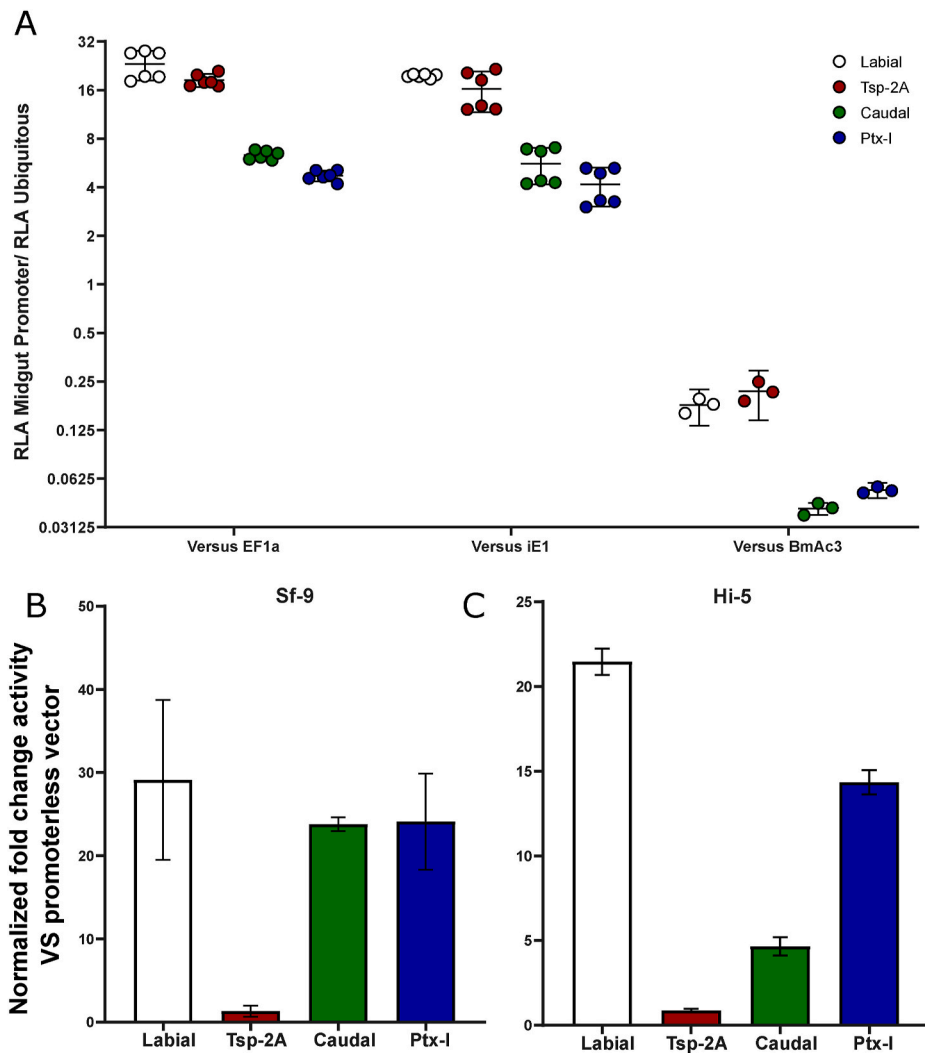 A
RLA Midgut Promoter/ RLA Ubiquitous
32
16
8
4
2
1
0.5
0.25
0.125
0.0625
0.03125
Labial
Tsp-2A
Caudal
Ptx-I
Versus EF1a
Versus iE1
Versus BmAc3
B
Sf-9
Normalized fold change activity
VS promoterless vector
50
40
30
20
10
0
Labial
Tsp-2A
Caudal
Ptx-I
C
Hi-5
25
20
15
10
5
0
Labial
Tsp-2A
Caudal
Ptx-I